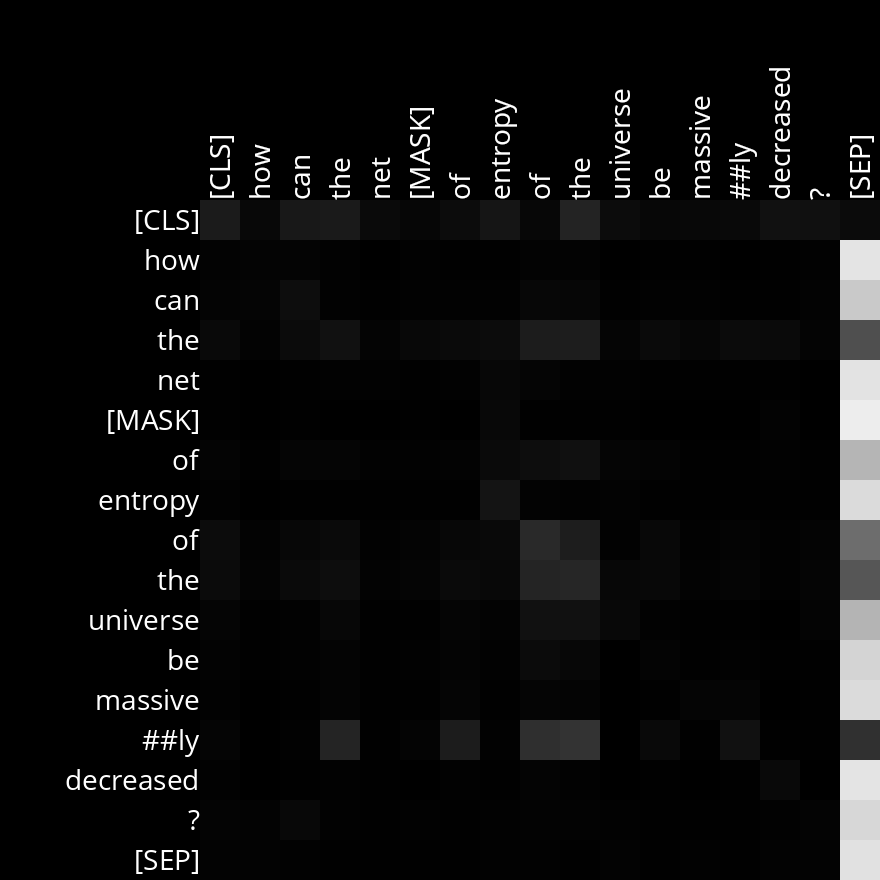 [CLS] how can the net [MASK] of entropy of the universe be massive ##ly decreased ? [SEP]
[CLS]
how
can
the
net
[MASK]
of
entropy
of
the
universe
be
massive
##ly
decreased
?
[SEP]